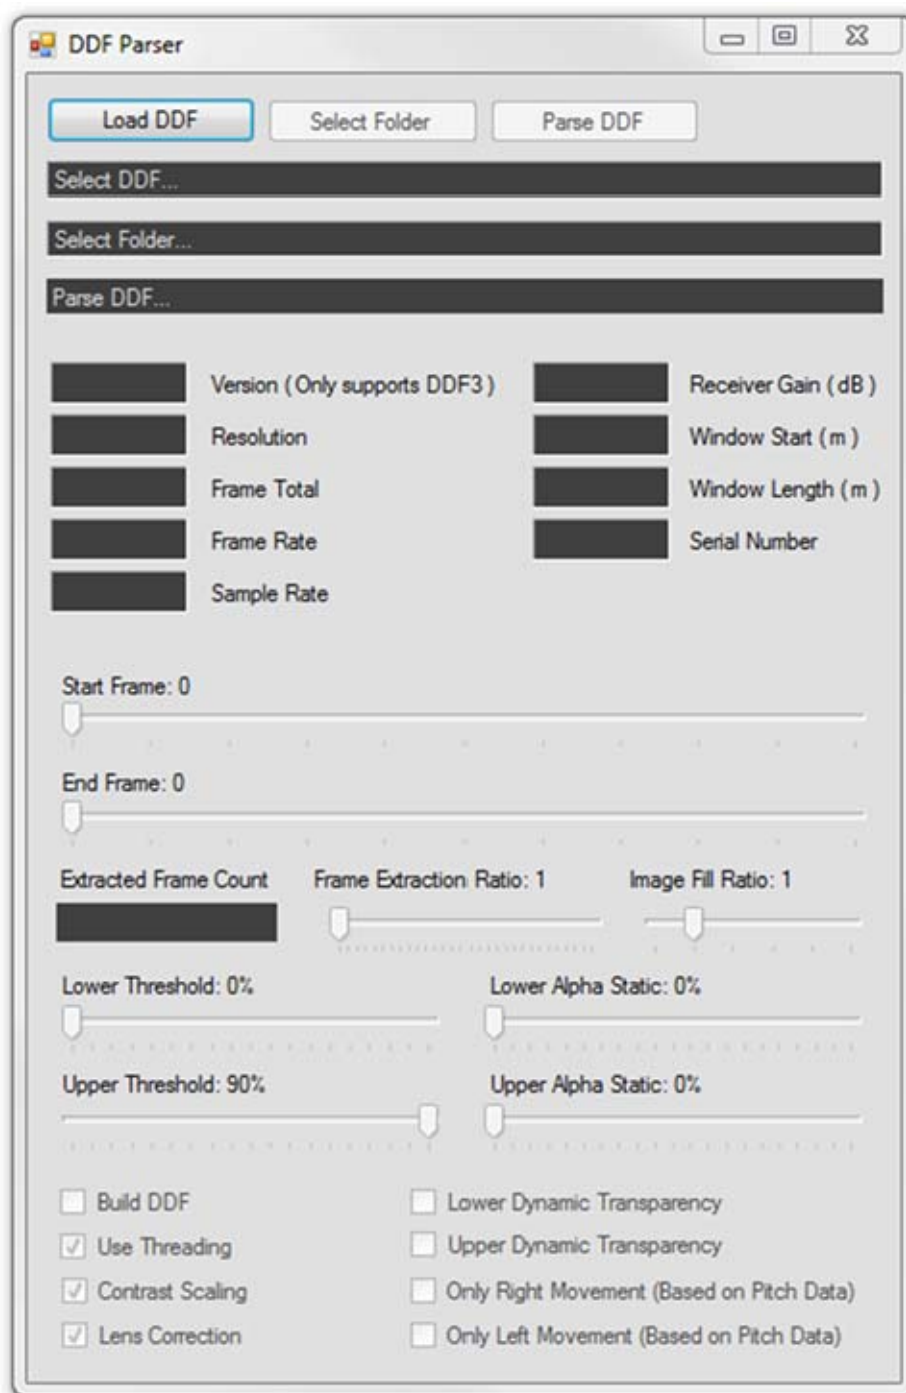 DDF Parser
Load DDF Select Folder Parse DDF
Select DDF...
Select Folder...
Parse DDF...
Version ( Only supports DDF3 ) Receiver Gain ( dB )
Resolution Window Start ( m )
Frame Total Window Length ( m )
Frame Rate Serial Number
Sample Rate
Start Frame: 0
End Frame: 0
Extracted Frame Count Frame Extraction Ratio: 1 Image Fill Ratio: 1
Lower Threshold: 0% Lower Alpha Static: 0%
Upper Threshold: 90% Upper Alpha Static: 0%
Build DDF Lower Dynamic Transparency
Use Threading Upper Dynamic Transparency
Contrast Scaling Only Right Movement (Based on Pitch Data)
Lens Correction Only Left Movement (Based on Pitch Data)